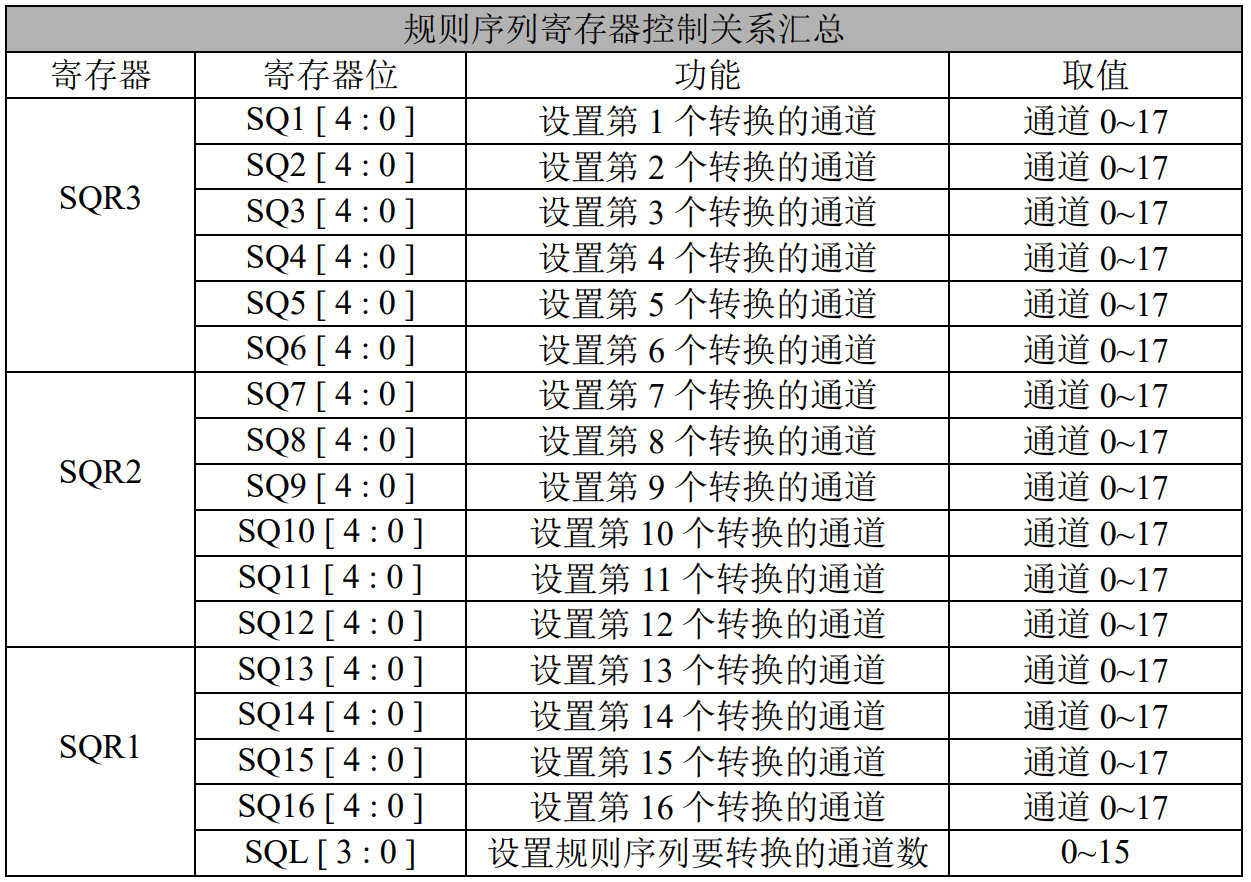 规则序列寄存器控制关系汇总
寄存器 寄存器位 功能 取值
SQR3
SQ1 [ 4 : 0 ] 设置第 1 个转换的通道 通道 0~17
SQ2 [ 4 : 0 ] 设置第 2 个转换的通道 通道 0~17
SQ3 [ 4 : 0 ] 设置第 3 个转换的通道 通道 0~17
SQ4 [ 4 : 0 ] 设置第 4 个转换的通道 通道 0~17
SQ5 [ 4 : 0 ] 设置第 5 个转换的通道 通道 0~17
SQ6 [ 4 : 0 ] 设置第 6 个转换的通道 通道 0~17
SQR2
SQ7 [ 4 : 0 ] 设置第 7 个转换的通道 通道 0~17
SQ8 [ 4 : 0 ] 设置第 8 个转换的通道 通道 0~17
SQ9 [ 4 : 0 ] 设置第 9 个转换的通道 通道 0~17
SQ10 [ 4 : 0 ] 设置第 10 个转换的通道 通道 0~17
SQ11 [ 4 : 0 ] 设置第 11 个转换的通道 通道 0~17
SQ12 [ 4 : 0 ] 设置第 12 个转换的通道 通道 0~17
SQR1
SQ13 [ 4 : 0 ] 设置第 13 个转换的通道 通道 0~17
SQ14 [ 4 : 0 ] 设置第 14 个转换的通道 通道 0~17
SQ15 [ 4 : 0 ] 设置第 15 个转换的通道 通道 0~17
SQ16 [ 4 : 0 ] 设置第 16 个转换的通道 通道 0~17
SQL [ 3 : 0 ] 设置规则序列要转换的通道数 0~15